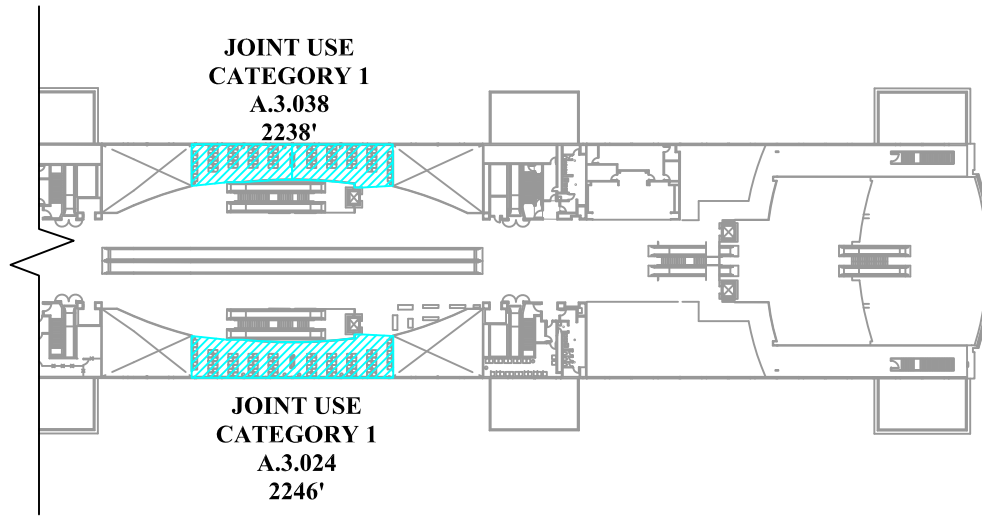 JOINT USE
CATEGORY 1
A.3.038
2238'
JOINT USE
CATEGORY 1
A.3.024
2246'